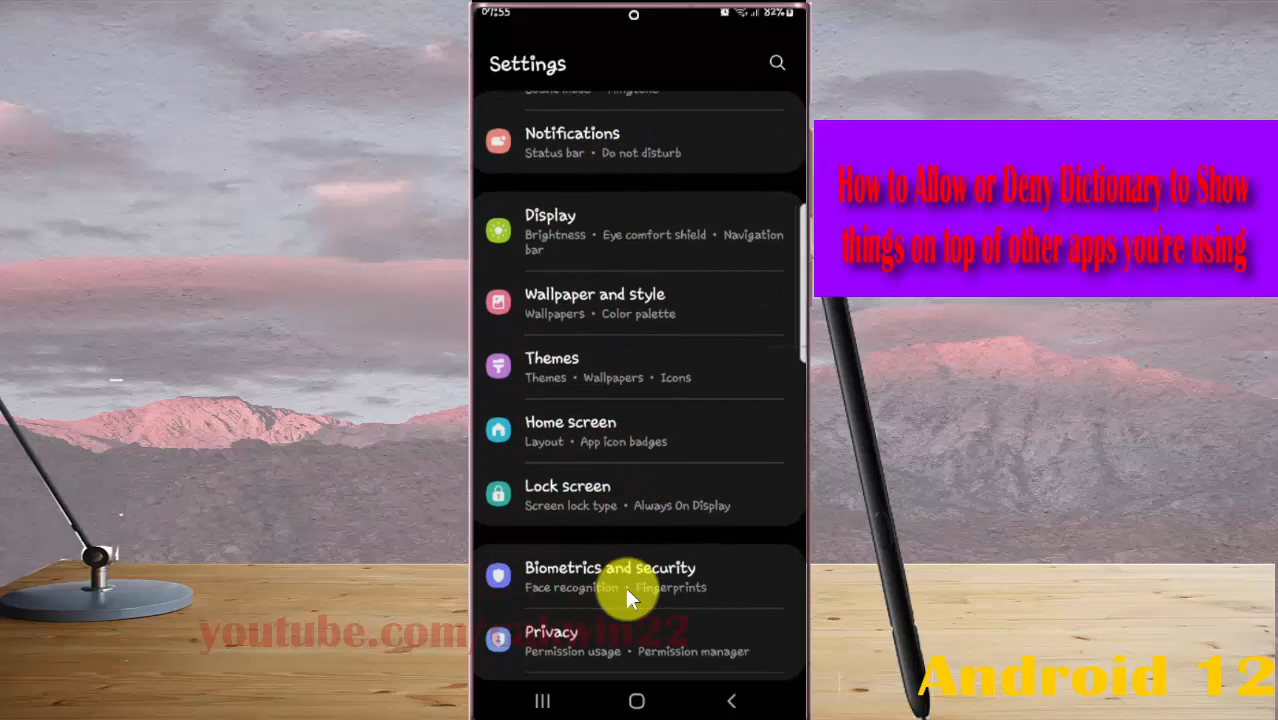 07:55 82%
Settings
Notifications
Status bar • Do not disturb
Display
Brightness • Eye comfort shield • Navigation
bar
Wallpaper and style
Wallpapers • Color palette
Themes
Themes • Wallpapers • Icons
Home screen
Layout • App icon badges
Lock screen
Screen lock type • Always On Display
Biometrics and security
Face recognition • Fingerprints
Privacy
Permission usage • Permission manager
How to Allow or Deny Dictionary to Show
things on top of other apps you're using
Android 12